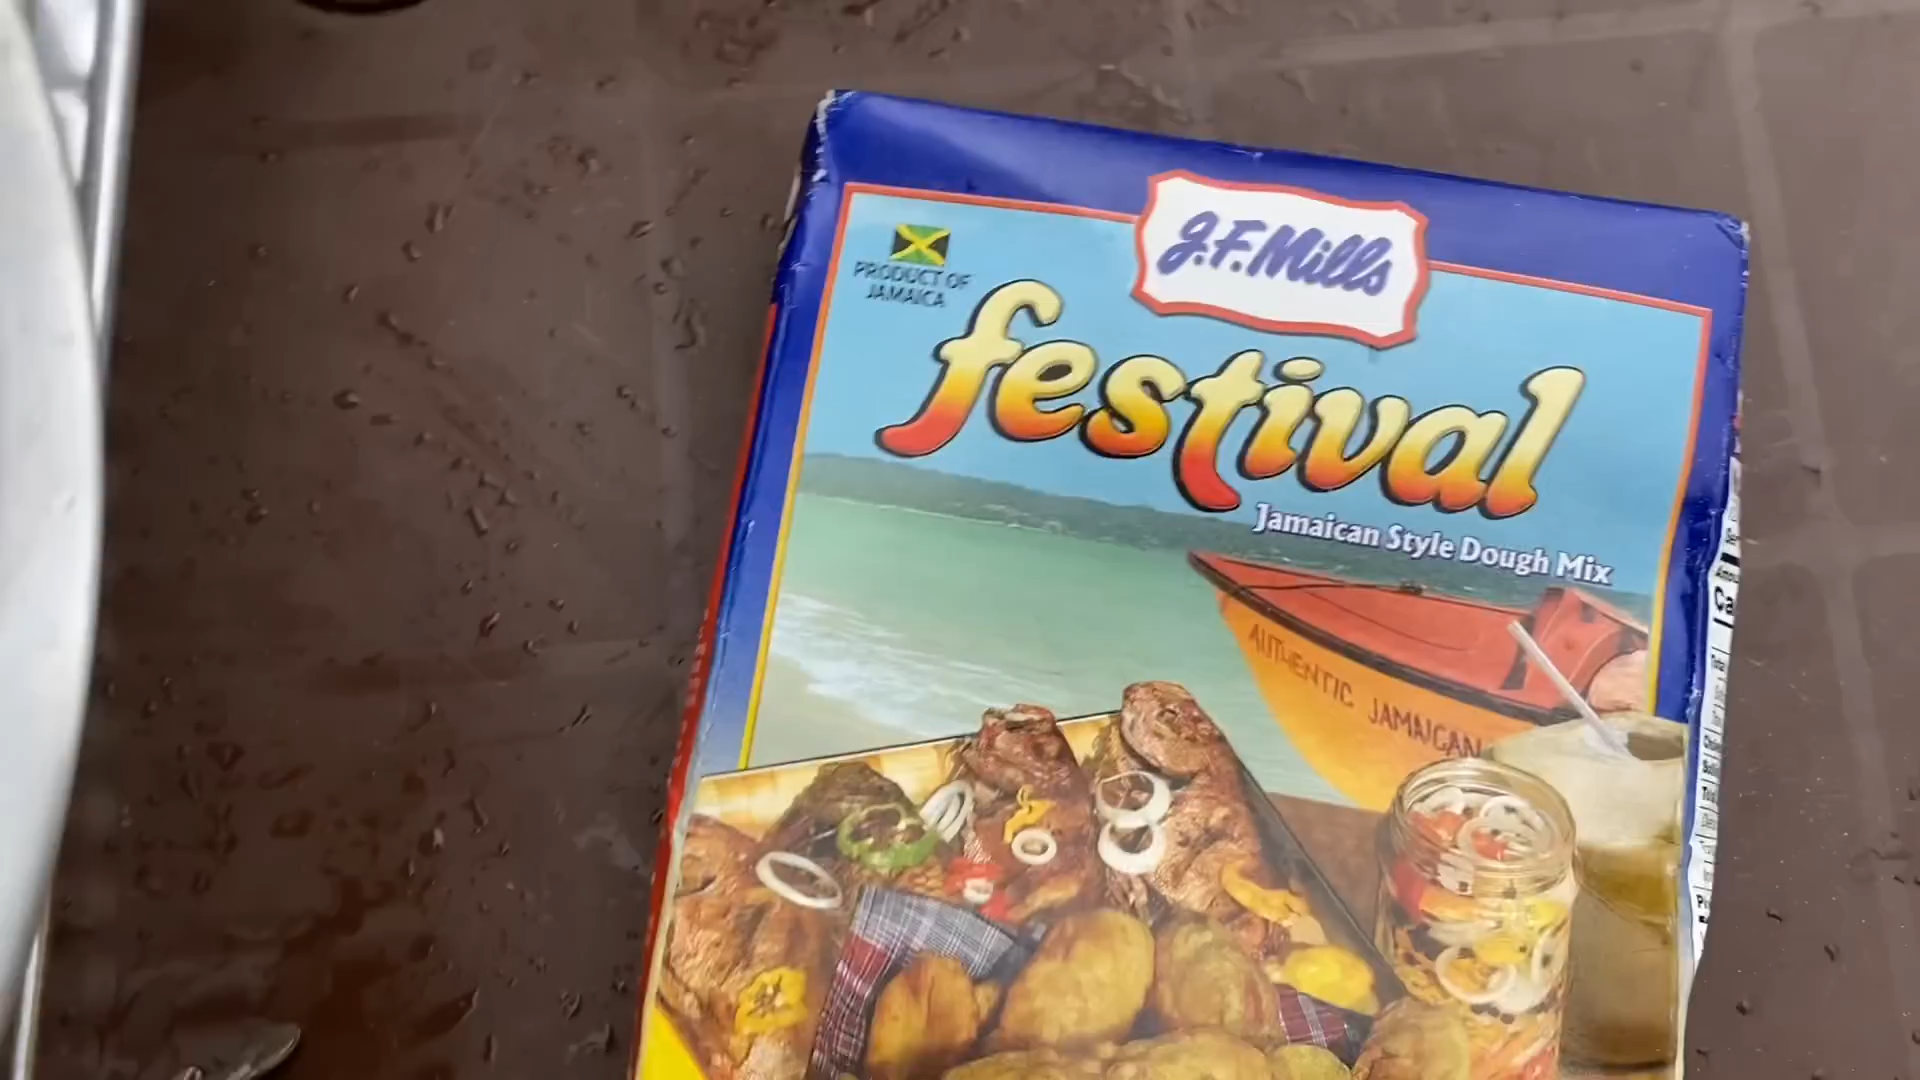 J.F. Mills
PRODUCT OF
JAMAICA
festival
Jamaican Style Dough Mix
AUTHENTIC JAMAICAN